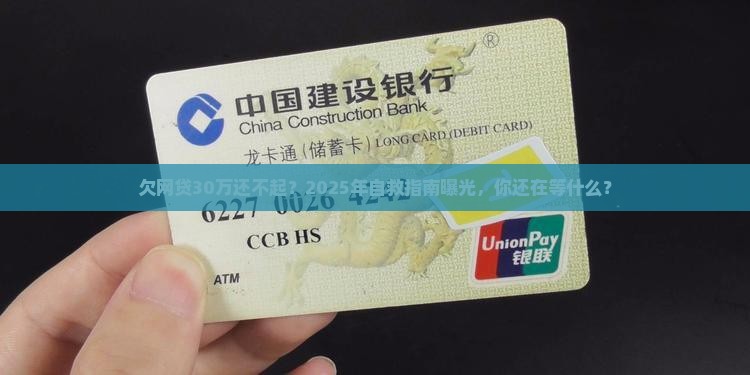 ®
中国建设银行
China Construction Bank
龙卡通(储蓄卡) LONG CARD (DEBIT CARD)
欠网贷30万还不起?2025年自救指南曝光,你还在等什么?
6227 0026 4242
CCB HS
ATM
UnionPay
银联